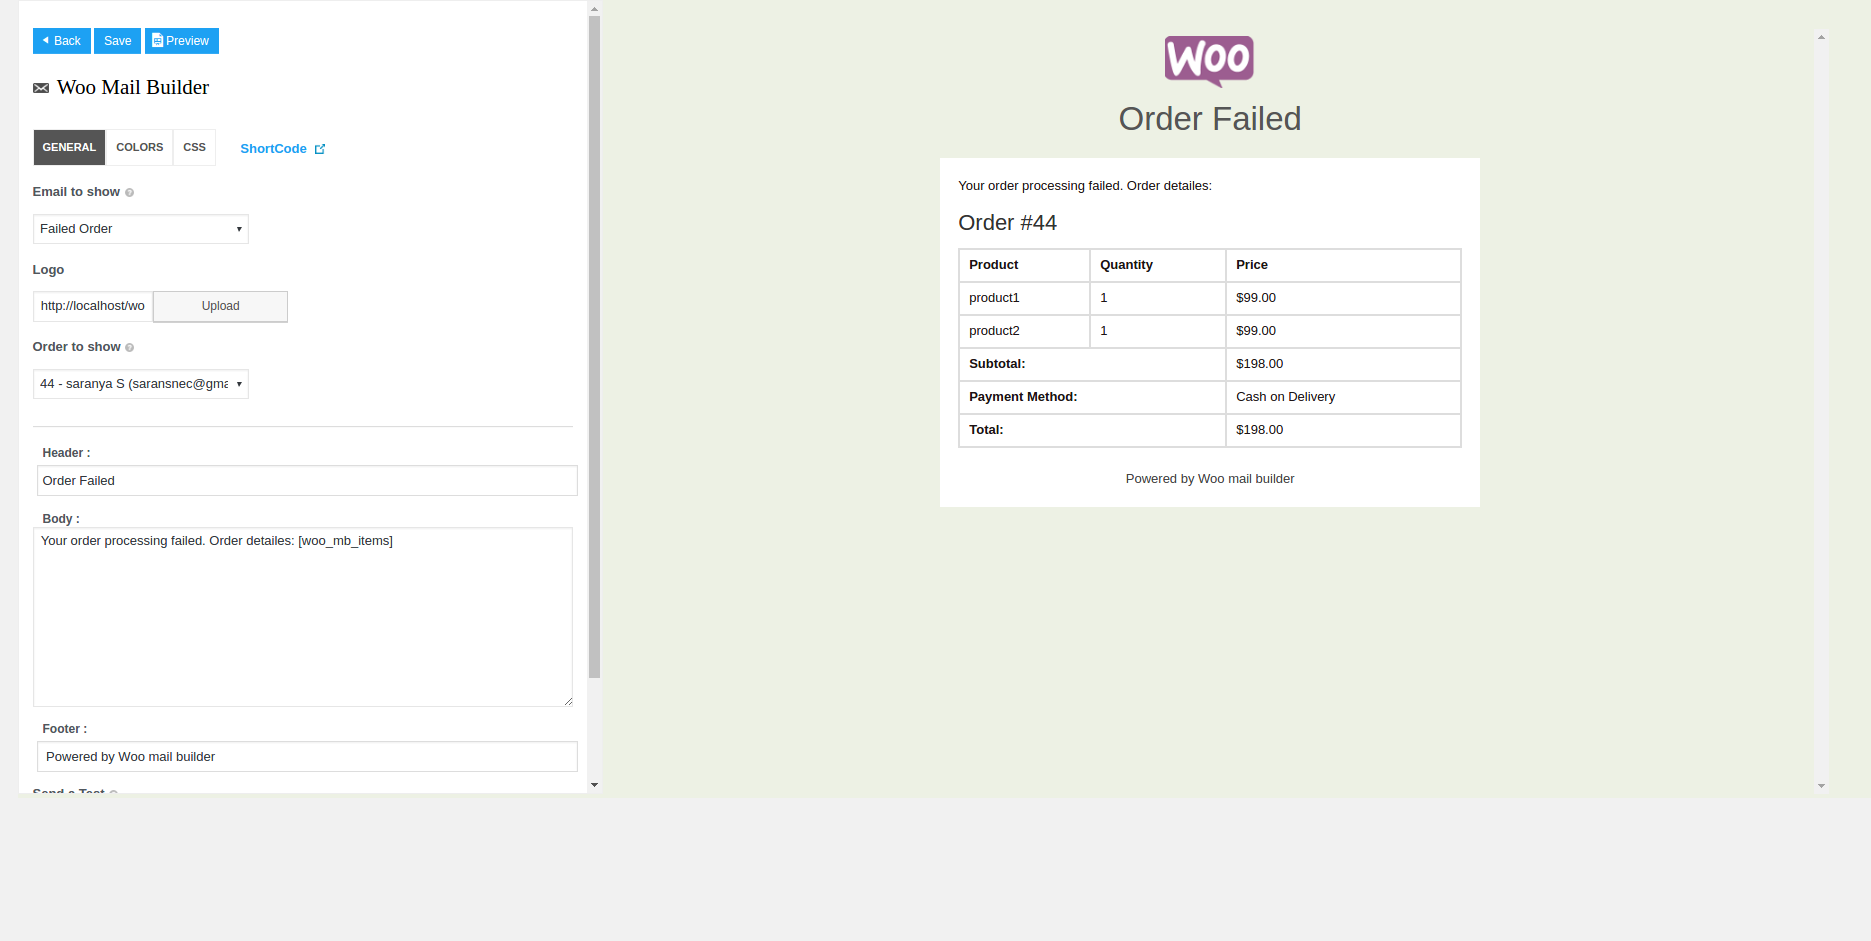 Back Save Preview
Woo Mail Builder
GENERAL COLORS CSS ShortCode
Email to show
Failed Order
Logo
http://localhost/wo Upload
Order to show
44 - saranya S (saransnec@gma
Header :
Order Failed
Body :
Your order processing failed. Order detailes: [woo_mb_items]
Footer :
Powered by Woo mail builder
Send a Test
Woo
Order Failed
Your order processing failed. Order detailes:
Order #44
Product Quantity Price
product1 1 $99.00
product2 1 $99.00
Subtotal: $198.00
Payment Method: Cash on Delivery
Total: $198.00
Powered by Woo mail builder